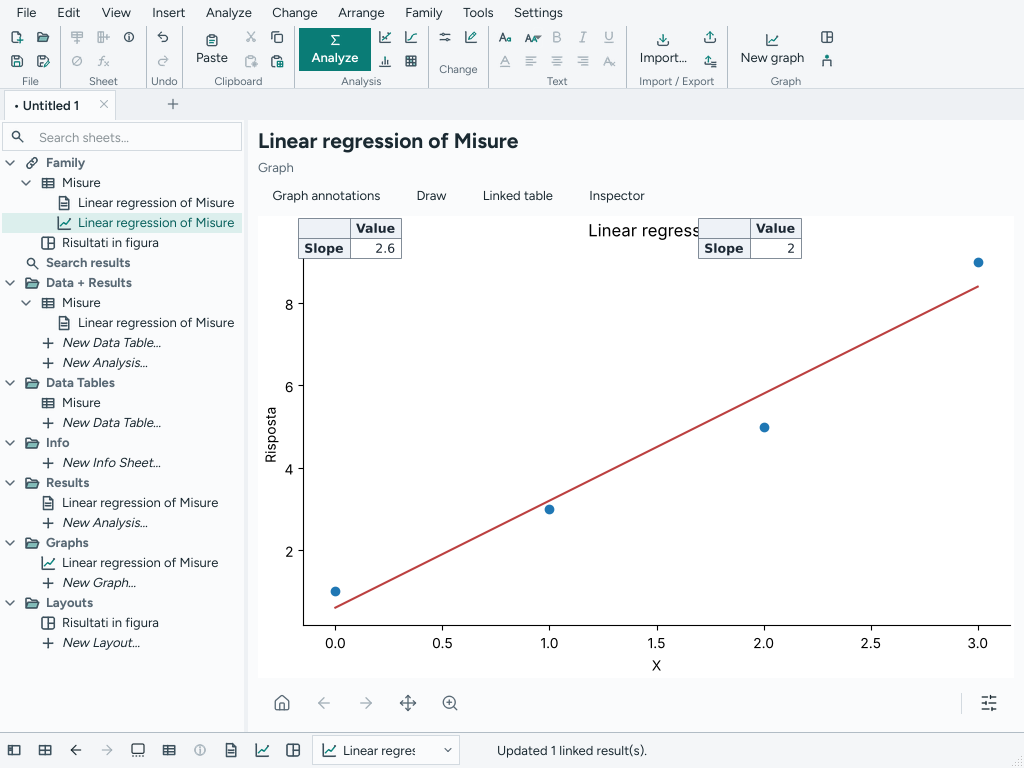 File Edit View Insert Analyze Change Arrange Family Tools Settings
Σ
Analyze
Paste
Import...
New graph
File Sheet Undo Clipboard Analysis Change Text Import / Export Graph
• Untitled 1
Search sheets...
Family
Misure
Linear regression of Misure
Linear regression of Misure
Risultati in figura
Search results
Data + Results
Misure
Linear regression of Misure
New Data Table...
New Analysis...
Data Tables
Misure
New Data Table...
Info
New Info Sheet...
Results
Linear regression of Misure
New Analysis...
Graphs
Linear regression of Misure
New Graph...
Layouts
Risultati in figura
New Layout...
Linear regression of Misure
Graph
Graph annotations Draw Linked table Inspector
Linear regress
Value
Slope 2.6
Value
Slope 2
8
6
4
2
Risposta
0.0 0.5 1.0 1.5 2.0 2.5 3.0
X
Linear regres
Updated 1 linked result(s).